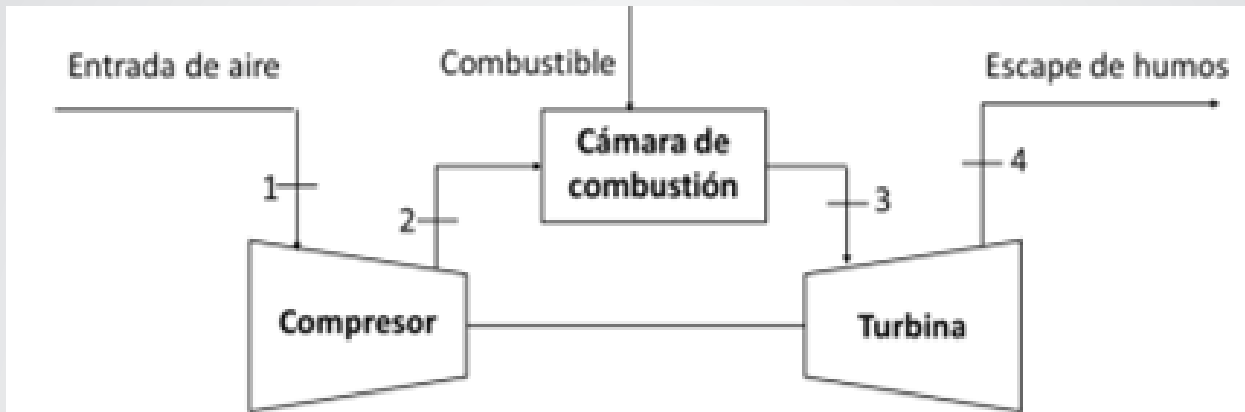 Entrada de aire
Combustible
Escape de humos
Cámara de
combustión
1
2
3
4
Compresor
Turbina